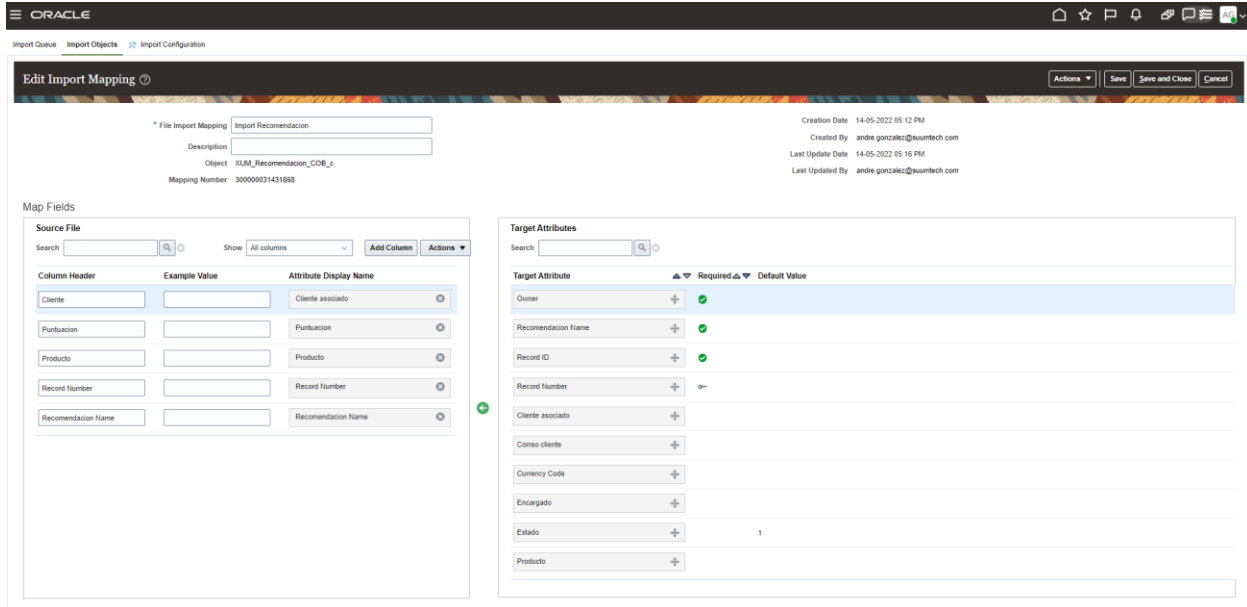 ORACLE
AG
Import Queue Import Objects Import Configuration
Edit Import Mapping
Actions Save Save and Close Cancel
* File Import Mapping Import Recomendacion
Description
Object XUM_Recomendacion_COB_c
Mapping Number 300000031431868
Creation Date 14-05-2022 05:12 PM
Created By andre.gonzalez@suumtech.com
Last Update Date 14-05-2022 05:16 PM
Last Updated By andre.gonzalez@suumtech.com
Map Fields
Source File
Search Show All columns Add Column Actions
Column Header Example Value Attribute Display Name
Cliente Cliente asociado
Puntuacion Puntuacion
Producto Producto
Record Number Record Number
Recomendacion Name Recomendacion Name
Target Attributes
Search
Target Attribute Required Default Value
Owner
Recomendacion Name
Record ID
Record Number
Cliente asociado
Correo cliente
Currency Code
Encargado
Estado 1
Producto